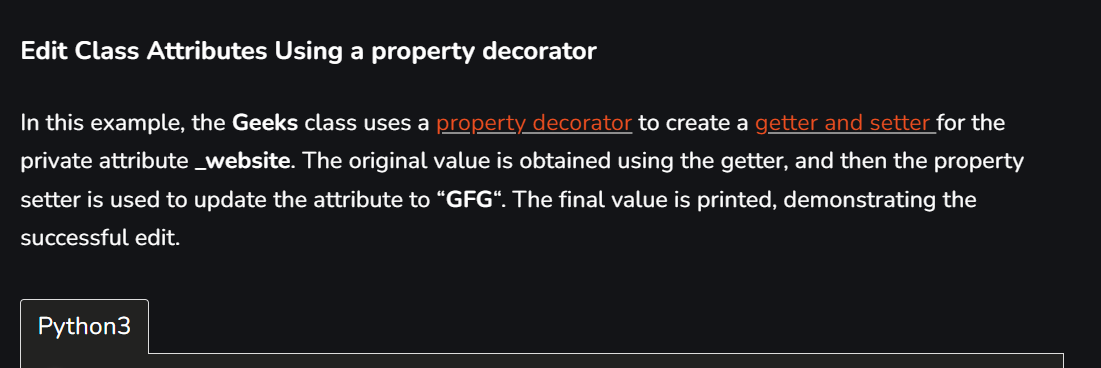 Edit Class Attributes Using a property decorator
In this example, the Geeks class uses a property decorator to create a getter and setter for the
private attribute _website. The original value is obtained using the getter, and then the property
setter is used to update the attribute to “GFG“. The final value is printed, demonstrating the
successful edit.
Python3